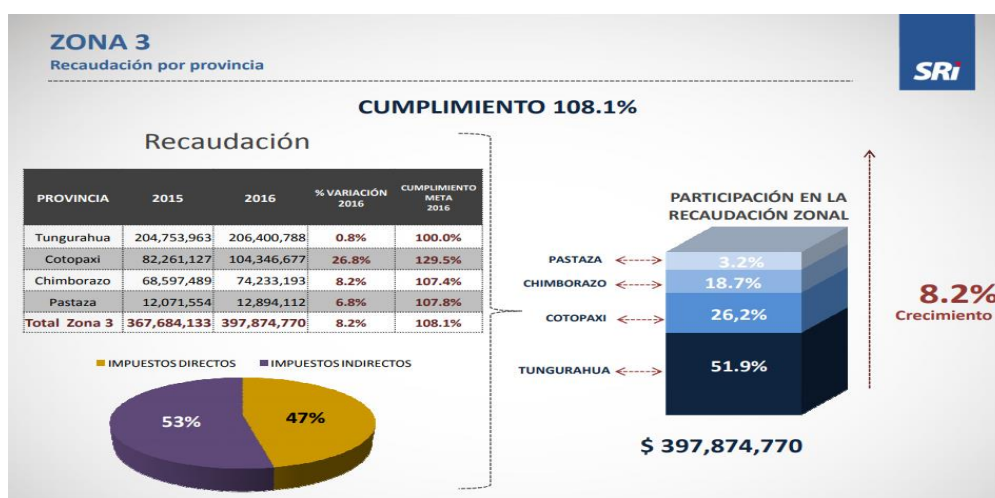 ZONA 3
Recaudación por provincia
SRi
CUMPLIMIENTO 108.1%
Recaudación
PROVINCIA 2015 2016 % VARIACIÓN 2016 CUMPLIMIENTO META 2016
Tungurahua 204,753,963 206,400,788 0.8% 100.0%
Cotopaxi 82,261,127 104,346,677 26.8% 129.5%
Chimborazo 68,597,489 74,233,193 8.2% 107.4%
Pastaza 12,071,554 12,894,112 6.8% 107.8%
Total Zona 3 367,684,133 397,874,770 8.2% 108.1%
IMPUESTOS DIRECTOS IMPUESTOS INDIRECTOS
53% 47%
PARTICIPACIÓN EN LA
RECAUDACIÓN ZONAL
PASTAZA 3.2%
CHIMBORAZO 18.7%
COTOPAXI 26,2%
TUNGURAHUA 51.9%
$ 397,874,770
8.2%
Crecimiento